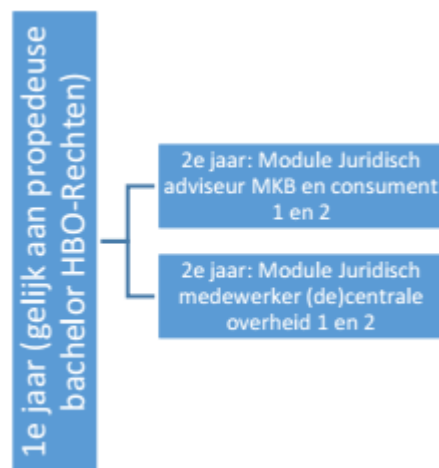 1e jaar (gelijk aan propedeuse
bachelor HBO-Rechten)
2e jaar: Module Juridisch
adviseur MKB en consument
1 en 2
2e jaar: Module Juridisch
medewerker (de)centrale
overheid 1 en 2